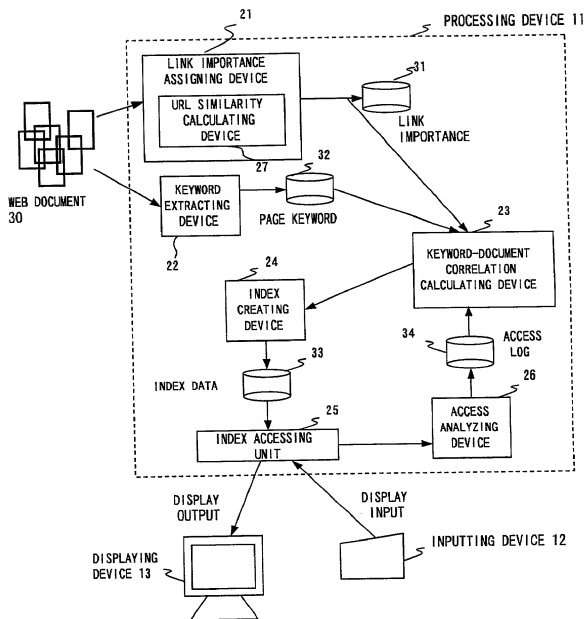 PROCESSING DEVICE 11
21
LINK IMPORTANCE
ASSIGNING DEVICE
URL SIMILARITY
CALCULATING
DEVICE
27
31
LINK
IMPORTANCE
WEB DOCUMENT
30
KEYWORD
EXTRACTING
DEVICE
22
32
PAGE KEYWORD
23
KEYWORD-DOCUMENT
CORRELATION
CALCULATING DEVICE
24
INDEX
CREATING
DEVICE
34
ACCESS
LOG
33
INDEX DATA
26
ACCESS
ANALYZING
DEVICE
25
INDEX ACCESSING
UNIT
DISPLAY
OUTPUT
DISPLAY
INPUT
DISPLAYING
DEVICE 13
INPUTTING DEVICE 12